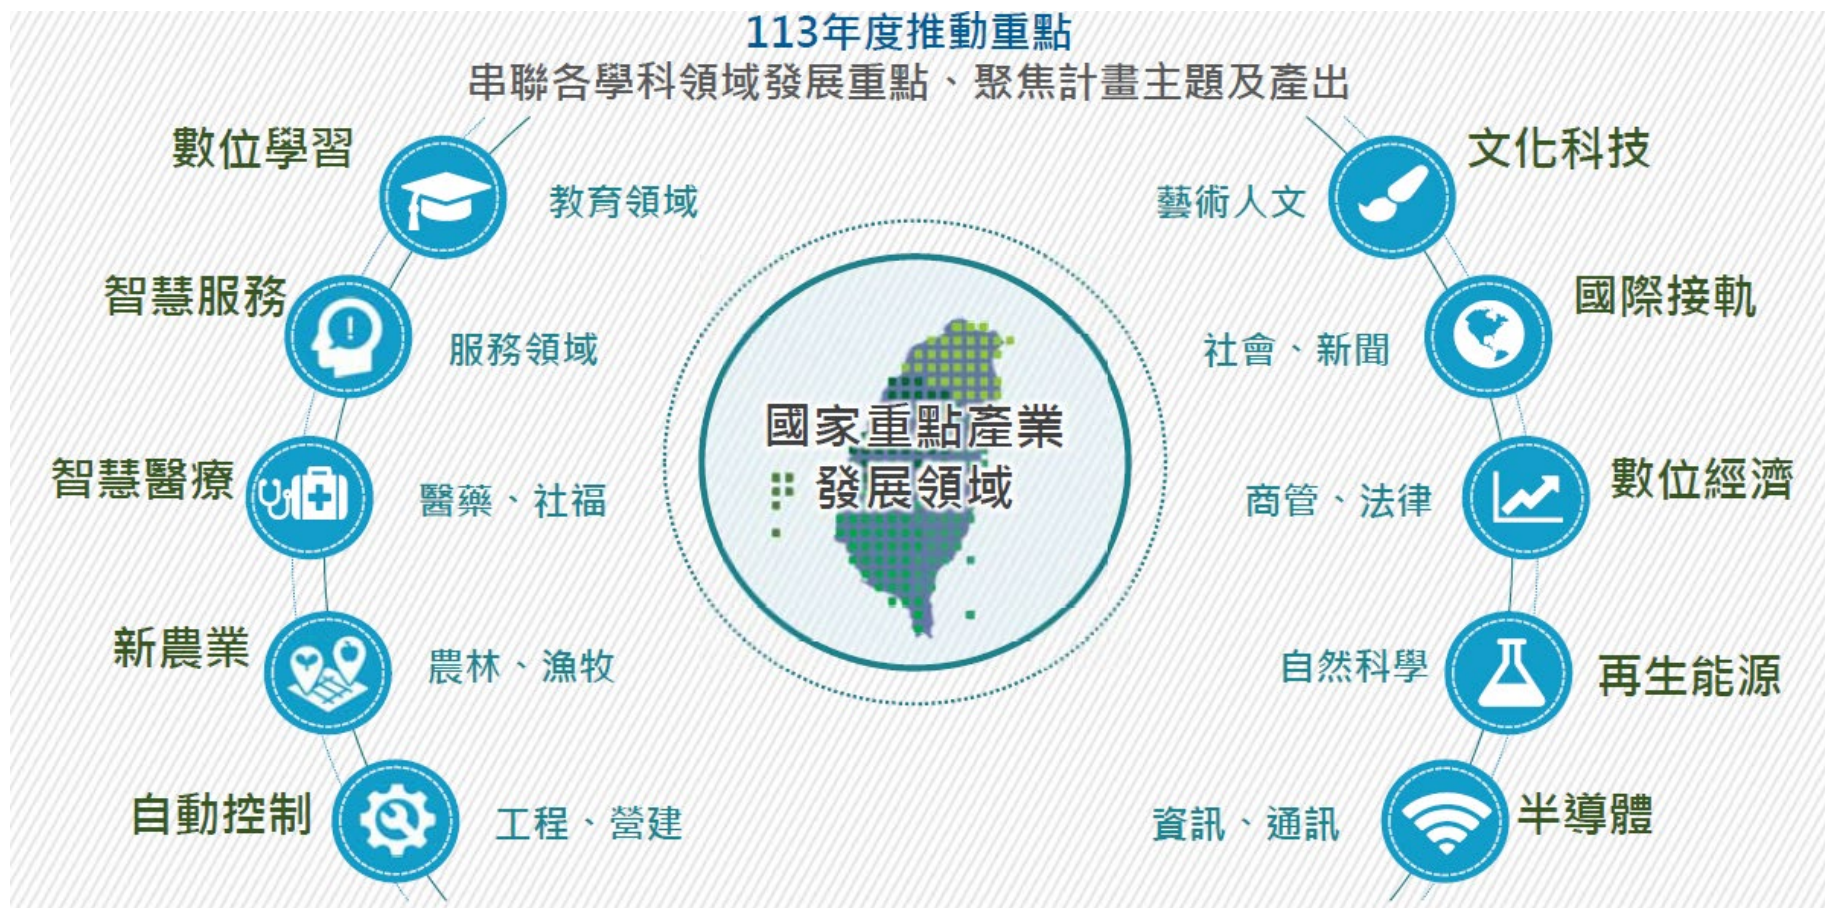 113年度推動重點
串聯各學科領域發展重點、聚焦計畫主題及產出
數位學習
教育領域
智慧服務
服務領域
智慧醫療
醫藥、社福
新農業
農林、漁牧
自動控制
工程、營建
國家重點產業
發展領域
文化科技
藝術人文
國際接軌
社會、新聞
數位經濟
商管、法律
再生能源
自然科學
半導體
資訊、通訊